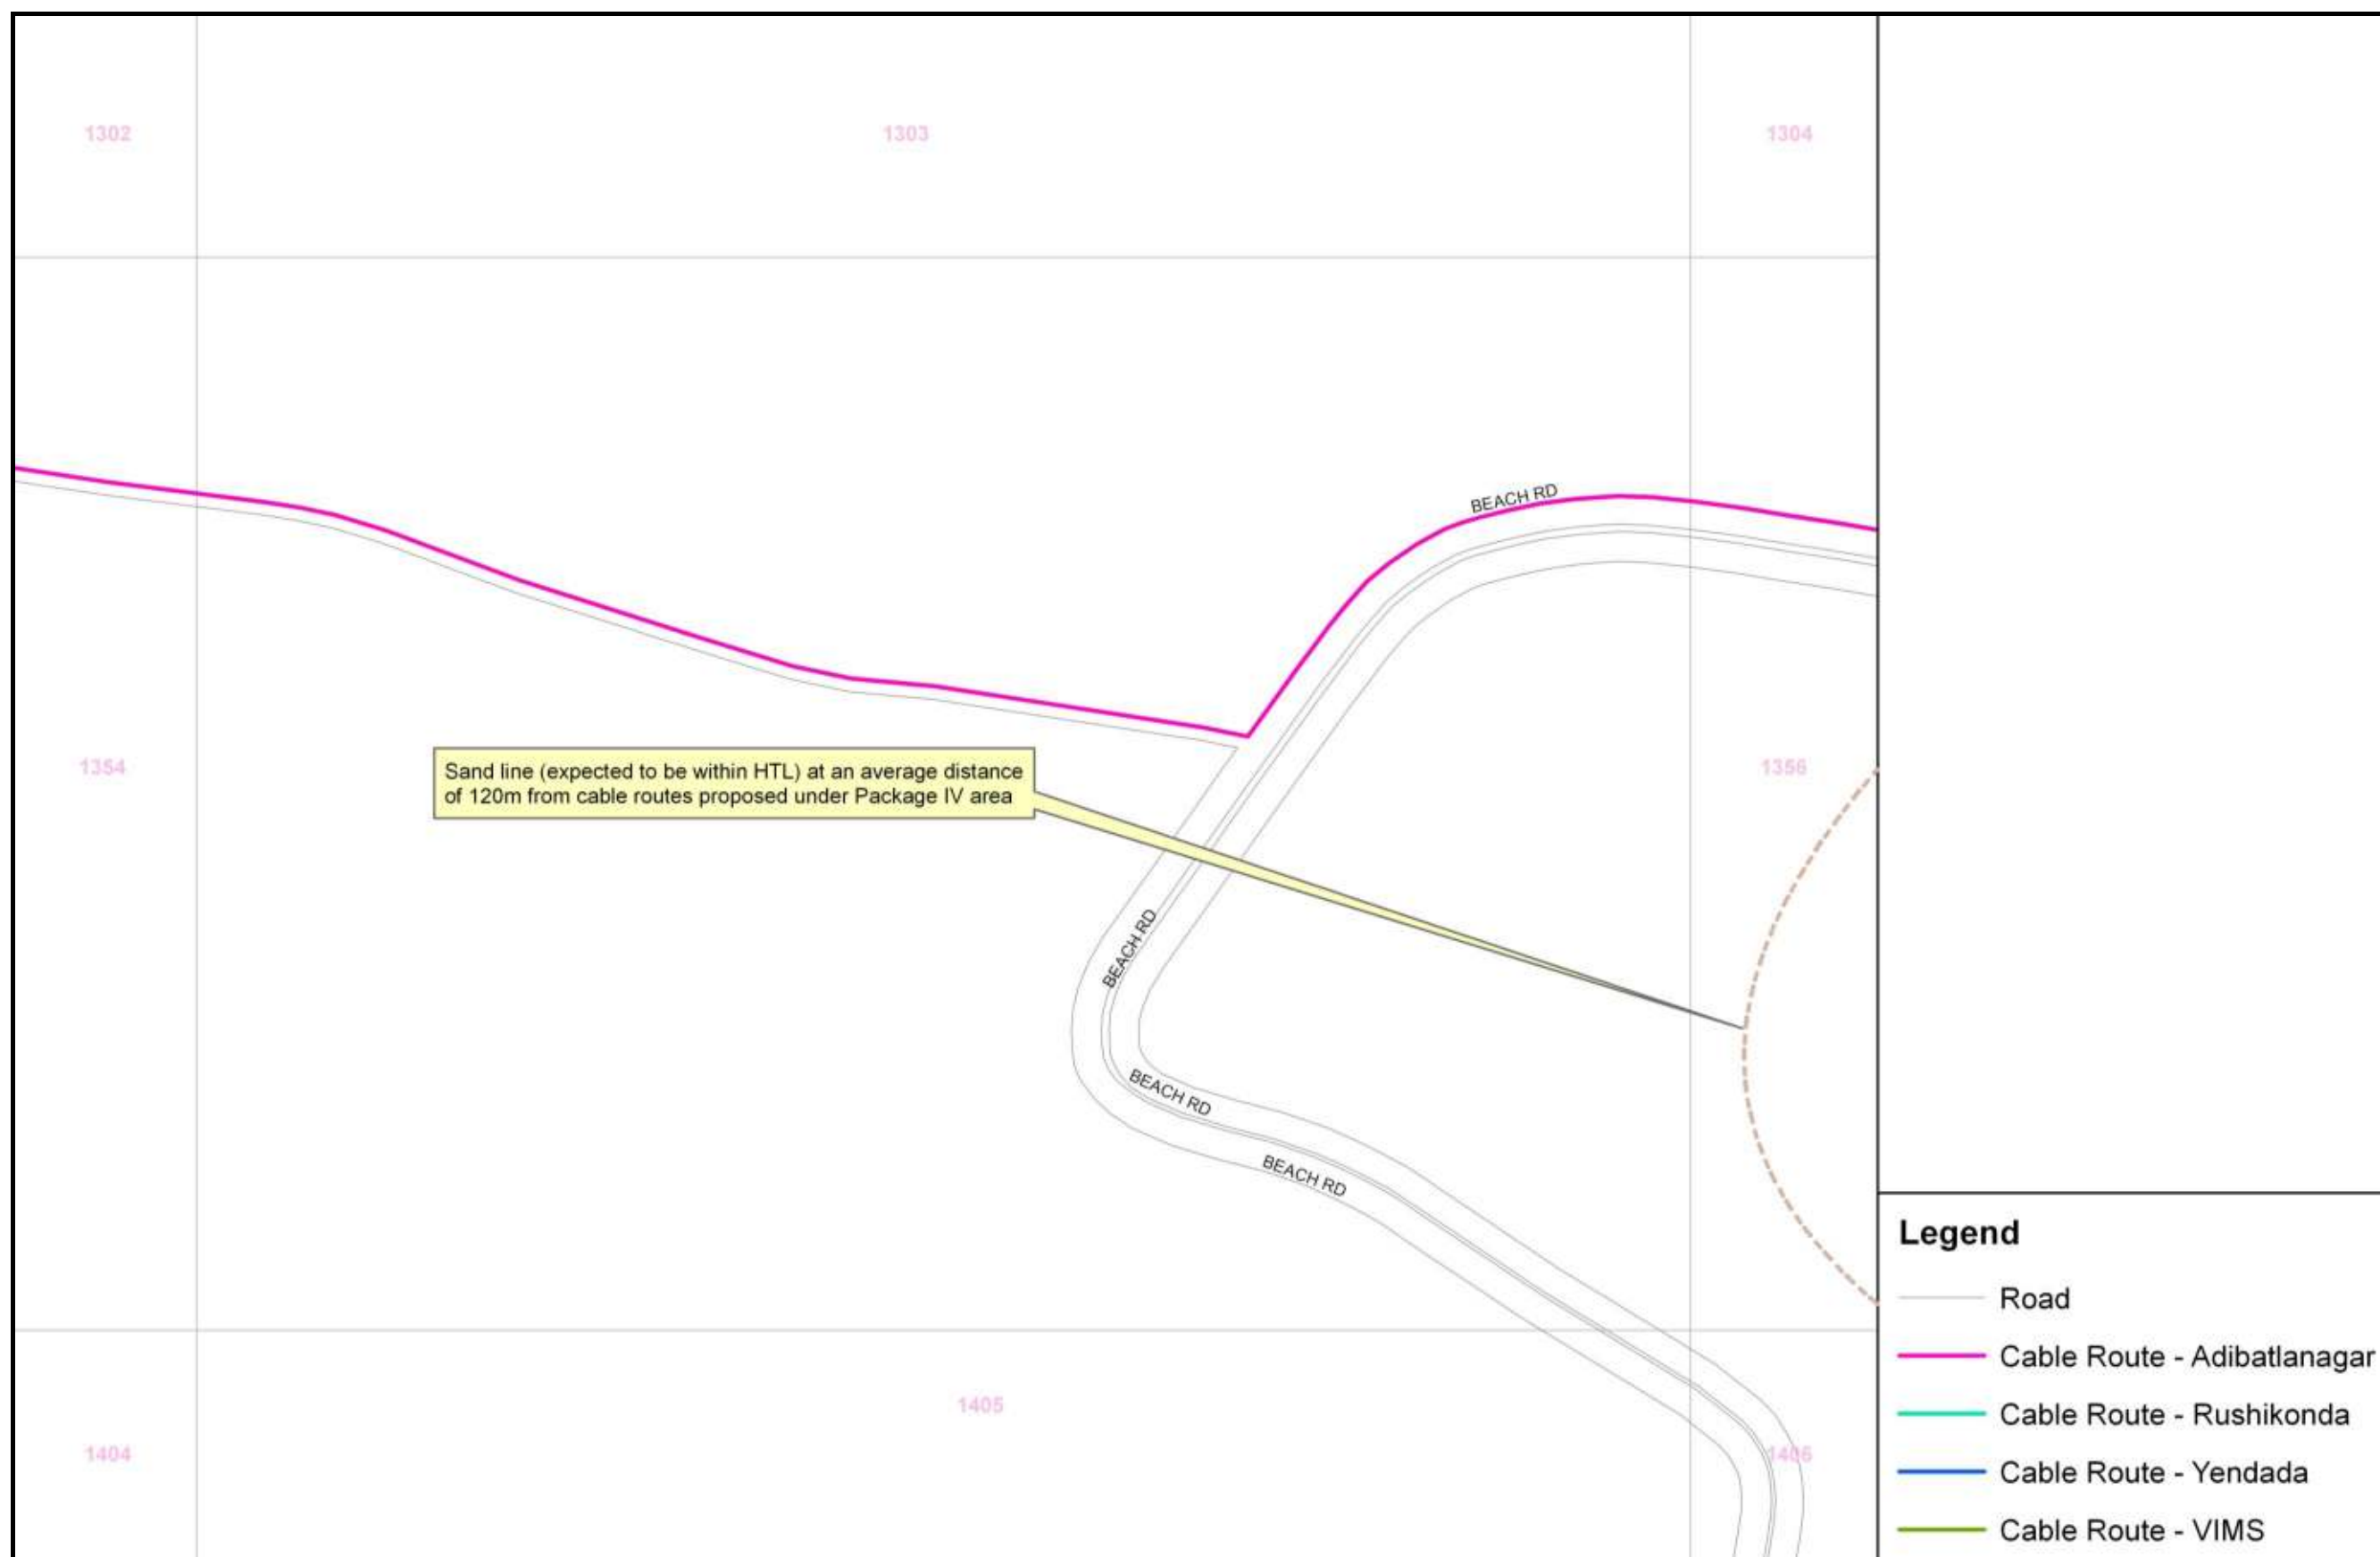 1302
1303
1304
BEACH RD
1354
Sand line (expected to be within HTL) at an average distance
of 120m from cable routes proposed under Package IV area
1356
BEACH RD
BEACH RD
BEACH RD
1404
1405
1406
Legend
Road
Cable Route - Adibatlanagar
Cable Route - Rushikonda
Cable Route - Yendada
Cable Route - VIMS